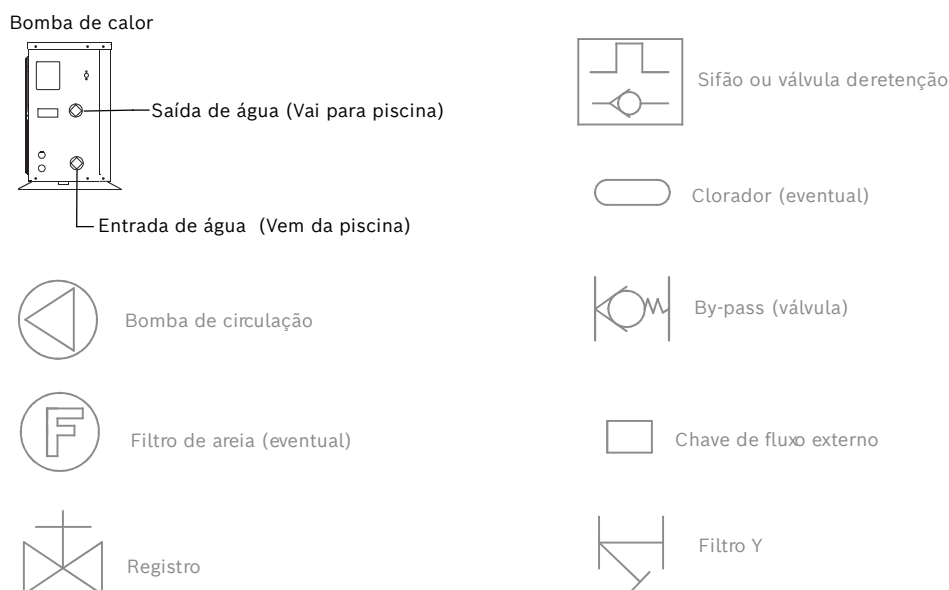 Bomba de calor
Saída de água (Vai para piscina)
Entrada de água (Vem da piscina)
Bomba de circulação
F
Filtro de areia (eventual)
Registro
Sifão ou válvula deretenção
Clorador (eventual)
By-pass (válvula)
Chave de fluxo externo
Filtro Y